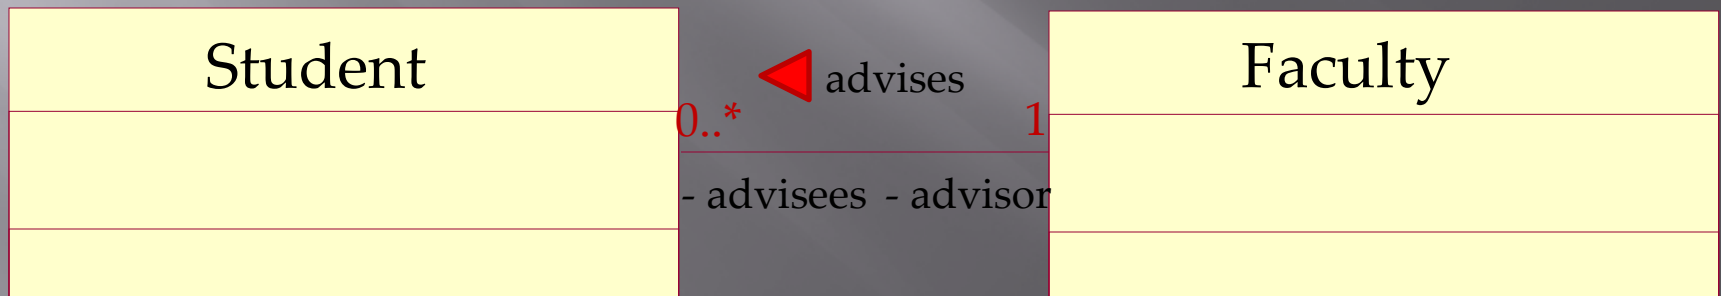 Student
advises
Faculty
0..*
1
- advisees
- advisor